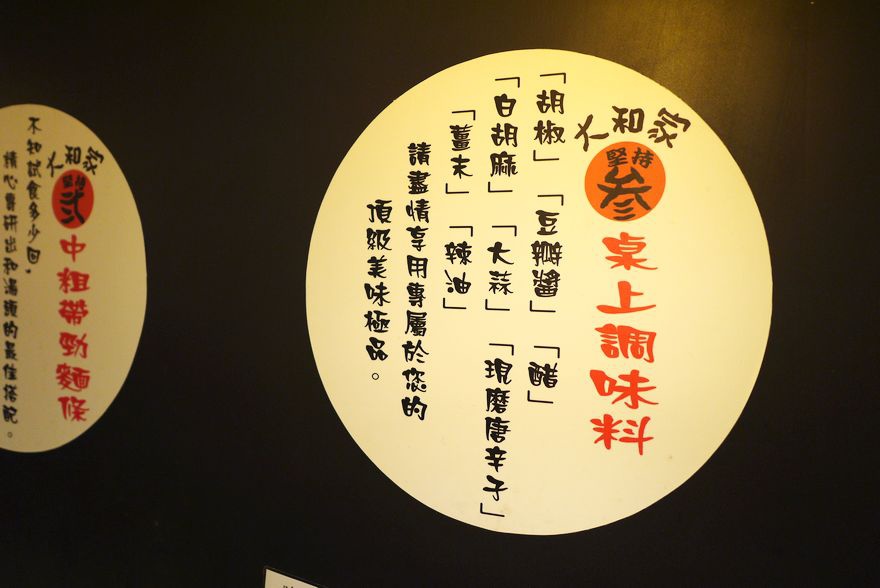 大和家
堅持
參
桌上調味料
「胡椒」「豆瓣醬」「醋」
「白胡麻」「大蒜」「現磨唐辛子」
「薑末」「辣油」
請盡情享用專屬於您的
頂級美味極品。
大和家
堅持
貳
中粗帶勁麵條
不知試食多少回，
精心專研出和湯頭的最佳搭配。